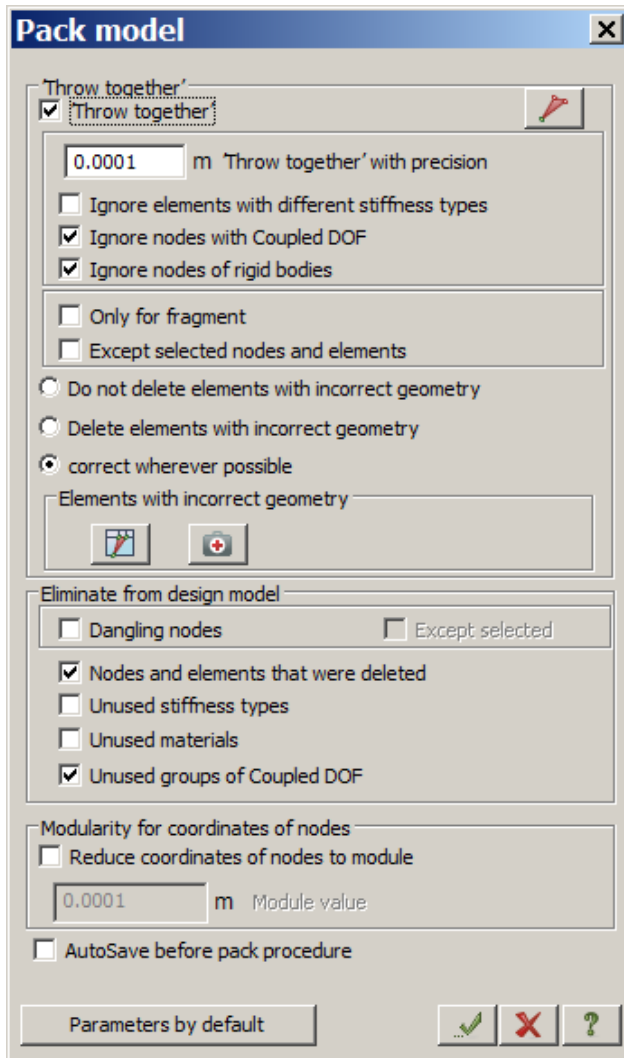 Pack model
'Throw together'
'Throw together'
0.0001 m 'Throw together' with precision
Ignore elements with different stiffness types
Ignore nodes with Coupled DOF
Ignore nodes of rigid bodies
Only for fragment
Except selected nodes and elements
Do not delete elements with incorrect geometry
Delete elements with incorrect geometry
correct wherever possible
Elements with incorrect geometry
Eliminate from design model
Dangling nodes Except selected
Nodes and elements that were deleted
Unused stiffness types
Unused materials
Unused groups of Coupled DOF
Modularity for coordinates of nodes
Reduce coordinates of nodes to module
0.0001 m Module value
AutoSave before pack procedure
Parameters by default ?